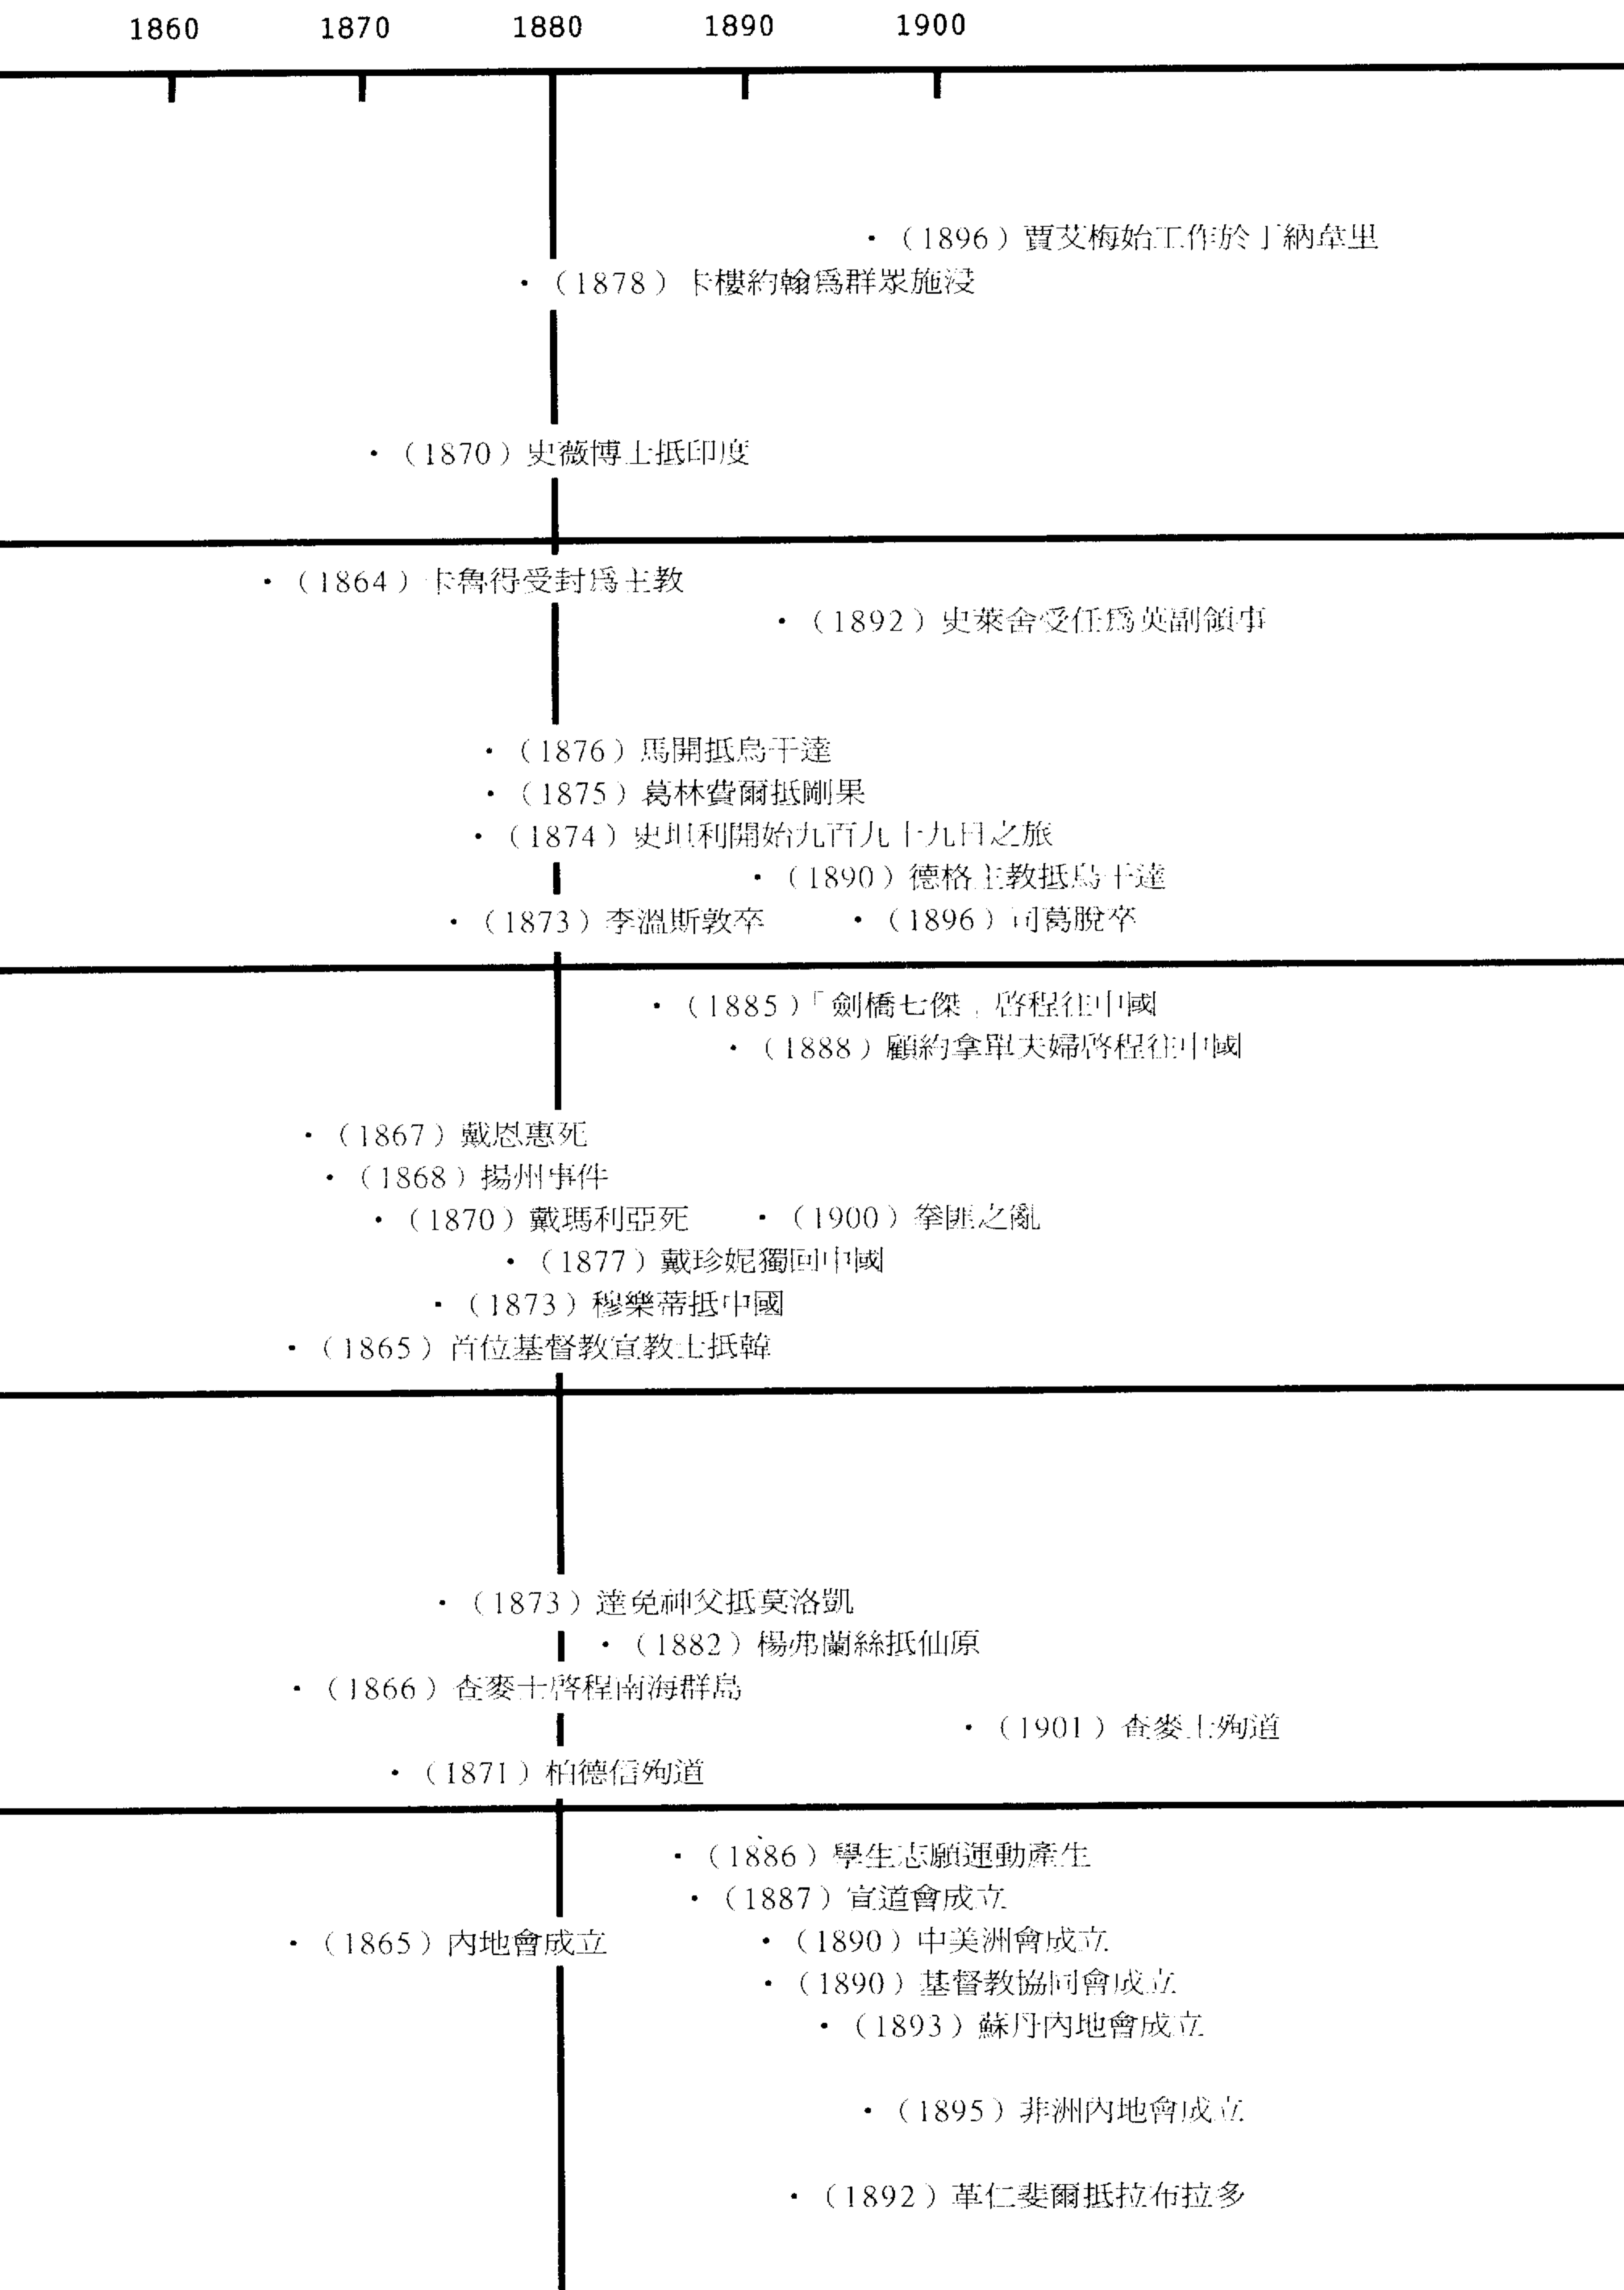 1860 1870 1880 1890 1900
・（1896）賈艾梅始工作於丁納韋里
・（1878）卡樓約翰爲群眾施浸
・（1870）史薇博士抵印度
・（1864）卡魯得受封爲主教
・（1892）史萊舍受任爲英副領事
・（1876）馬開抵烏干達
・（1875）葛林費爾抵剛果
・（1874）史坦利開始九百九十九日之旅
・（1890）德格主教抵烏干達
・（1873）李溫斯敦卒 ・（1896）司葛脫卒
・（1885）「劍橋七傑」啓程往中國
・（1888）顧約拿單夫婦啓程往中國
・（1867）戴恩惠死
・（1868）揚州事件
・（1870）戴瑪利亞死 ・（1900）拳匪之亂
・（1877）戴珍妮獨回中國
・（1873）穆樂蒂抵中國
・（1865）首位基督教宣教士抵韓
・（1873）達免神父抵莫洛凱
・（1882）楊弗蘭絲抵仙原
・（1866）查麥士啓程南海群島
・（1901）查麥士殉道
・（1871）柏德信殉道
・（1886）學生志願運動產生
・（1887）宣道會成立
・（1865）內地會成立 ・（1890）中美洲會成立
・（1890）基督教協同會成立
・（1893）蘇丹內地會成立
・（1895）非洲內地會成立
・（1892）革仁斐爾抵拉布拉多